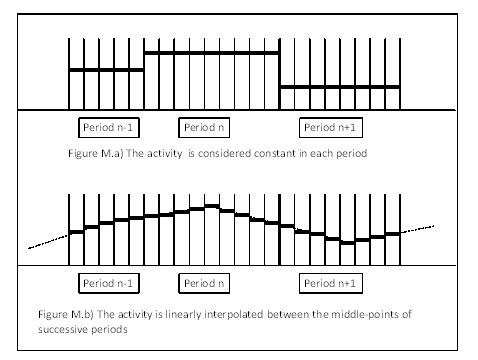 Period n-1 Period n Period n+1
Figure M.a) The activity is considered constant in each period
Period n-1 Period n Period n+1
Figure M.b) The activity is linearly interpolated between the middle-points of
successive periods